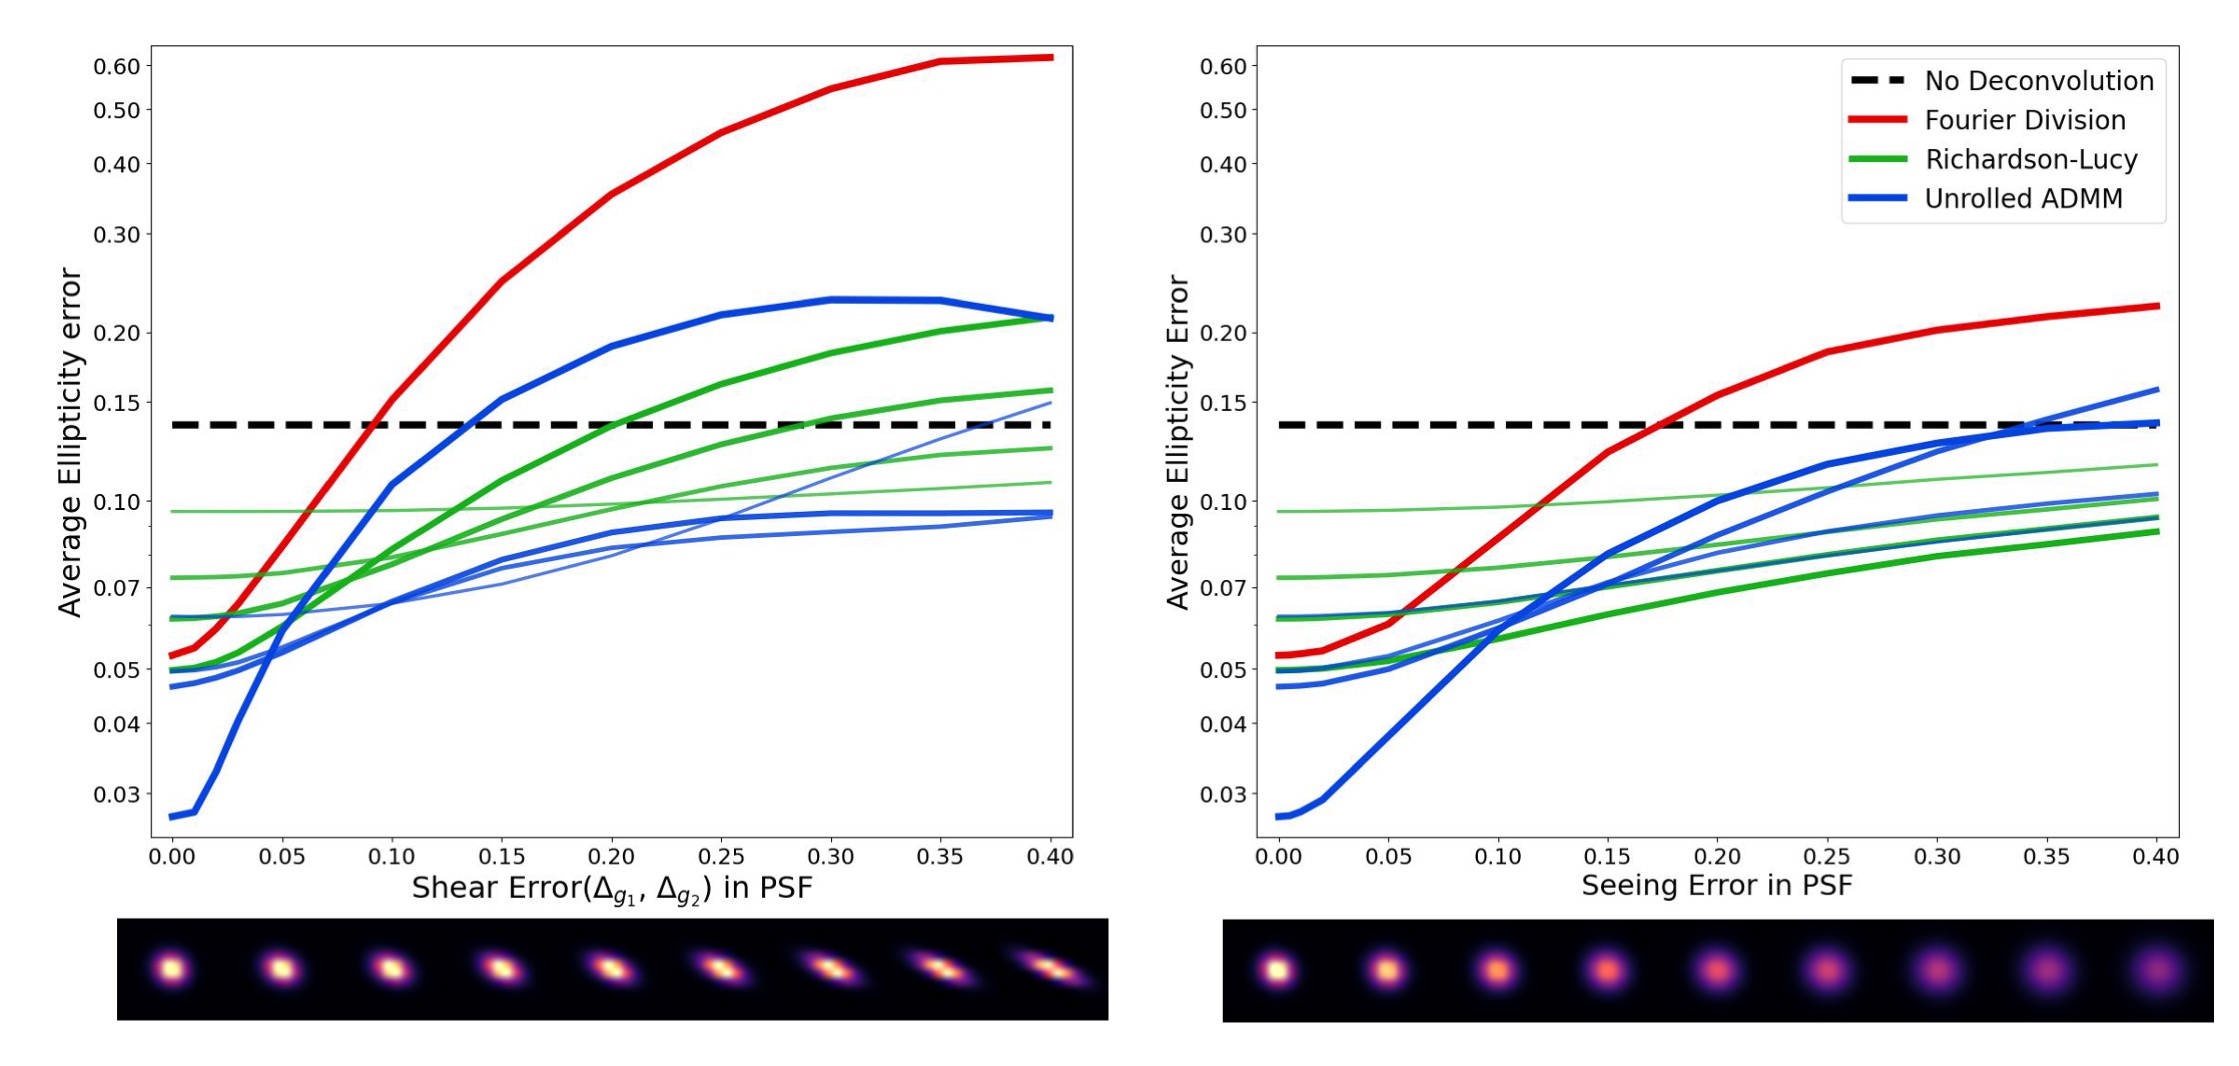 0.60
0.50
0.40
0.30
0.20
0.15
0.10
0.07
0.05
0.04
0.03
Average Ellipticity error
0.00 0.05 0.10 0.15 0.20 0.25 0.30 0.35 0.40
Shear Error(Δg1, Δg2) in PSF
0.60
0.50
0.40
0.30
0.20
0.15
0.10
0.07
0.05
0.04
0.03
Average Ellipticity Error
No Deconvolution
Fourier Division
Richardson-Lucy
Unrolled ADMM
0.00 0.05 0.10 0.15 0.20 0.25 0.30 0.35 0.40
Seeing Error in PSF